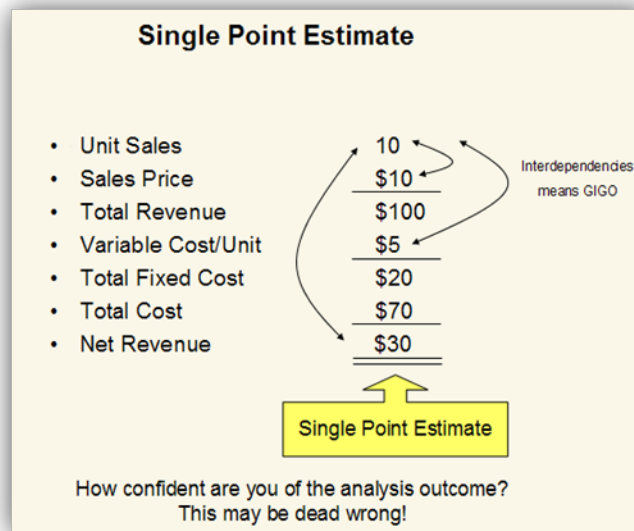 Single Point Estimate
• Unit Sales 10
• Sales Price $10
• Total Revenue $100
• Variable Cost/Unit $5
• Total Fixed Cost $20
• Total Cost $70
• Net Revenue $30
Interdependencies
means GIGO
Single Point Estimate
How confident are you of the analysis outcome?
This may be dead wrong!